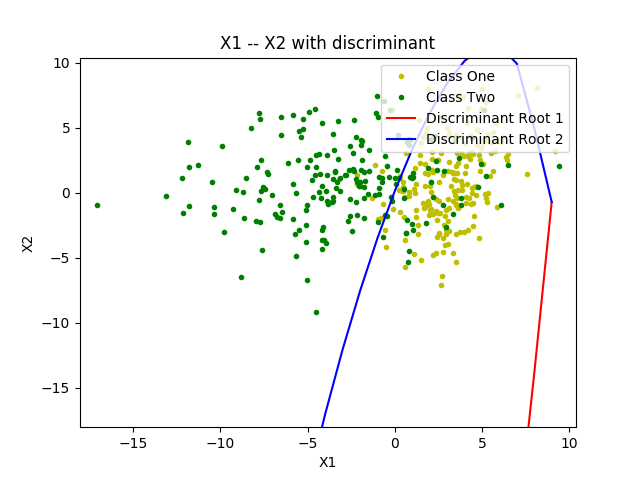 X1 -- X2 with discriminant
Class One
Class Two
Discriminant Root 1
Discriminant Root 2
10
5
0
−5
−10
−15
X2
−15
−10
−5
0
5
10
X1